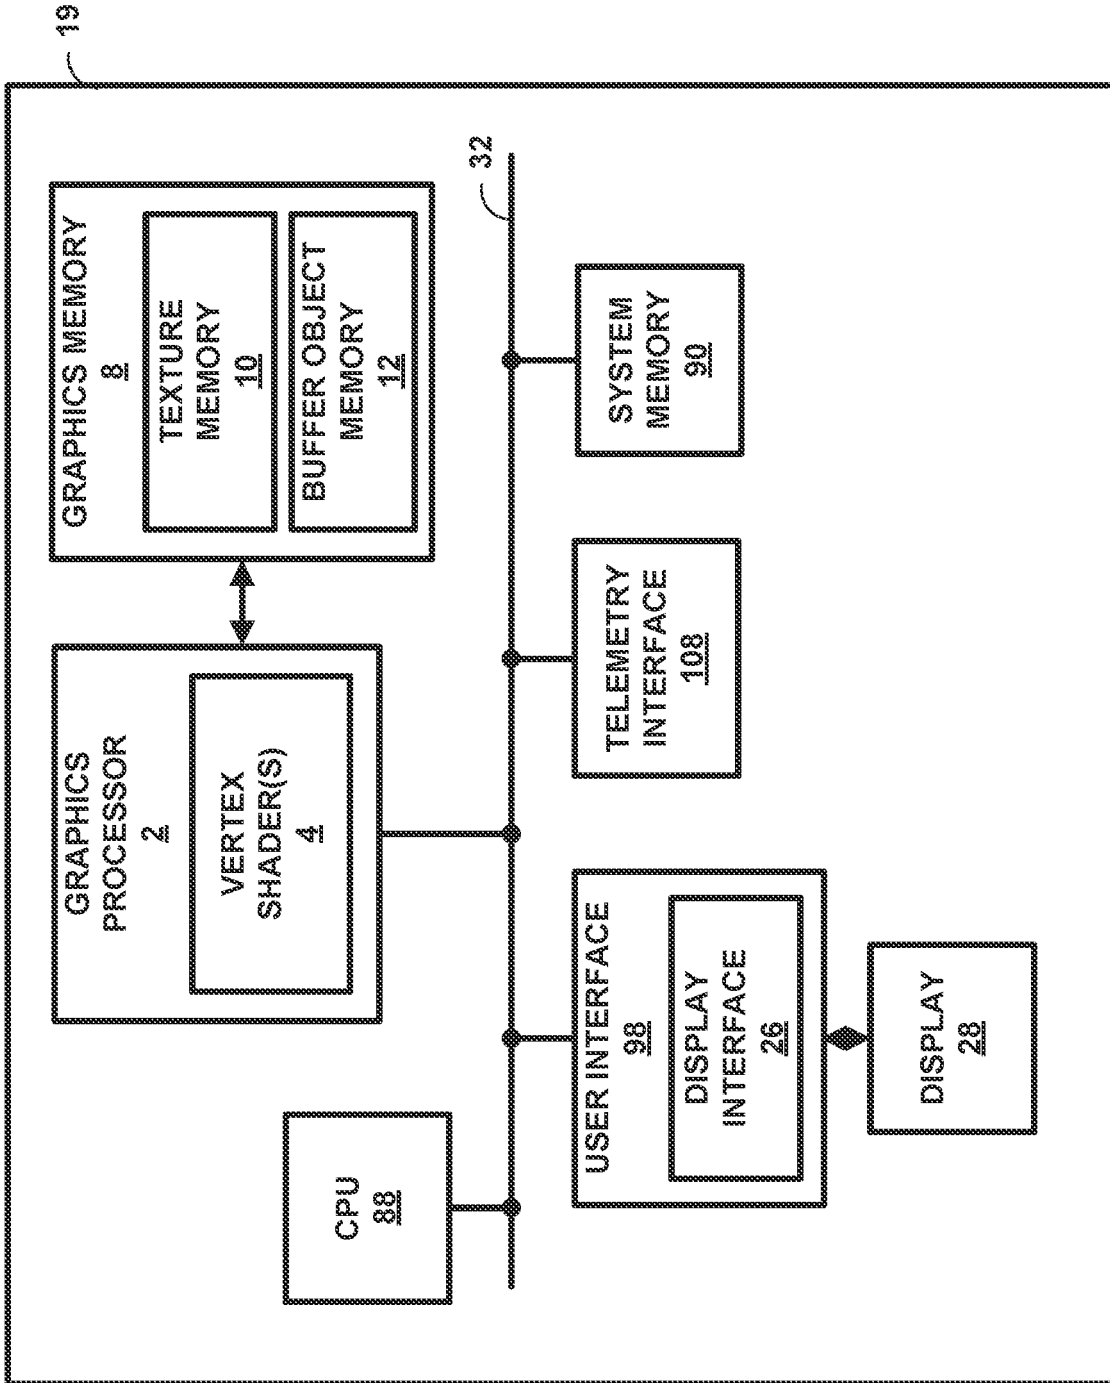 19
GRAPHICS MEMORY
8
TEXTURE
MEMORY
10
BUFFER OBJECT
MEMORY
12
GRAPHICS
PROCESSOR
2
VERTEX
SHADER(S)
4
CPU
88
32
USER INTERFACE
98
DISPLAY
INTERFACE
26
DISPLAY
28
TELEMETRY
INTERFACE
108
SYSTEM
MEMORY
90